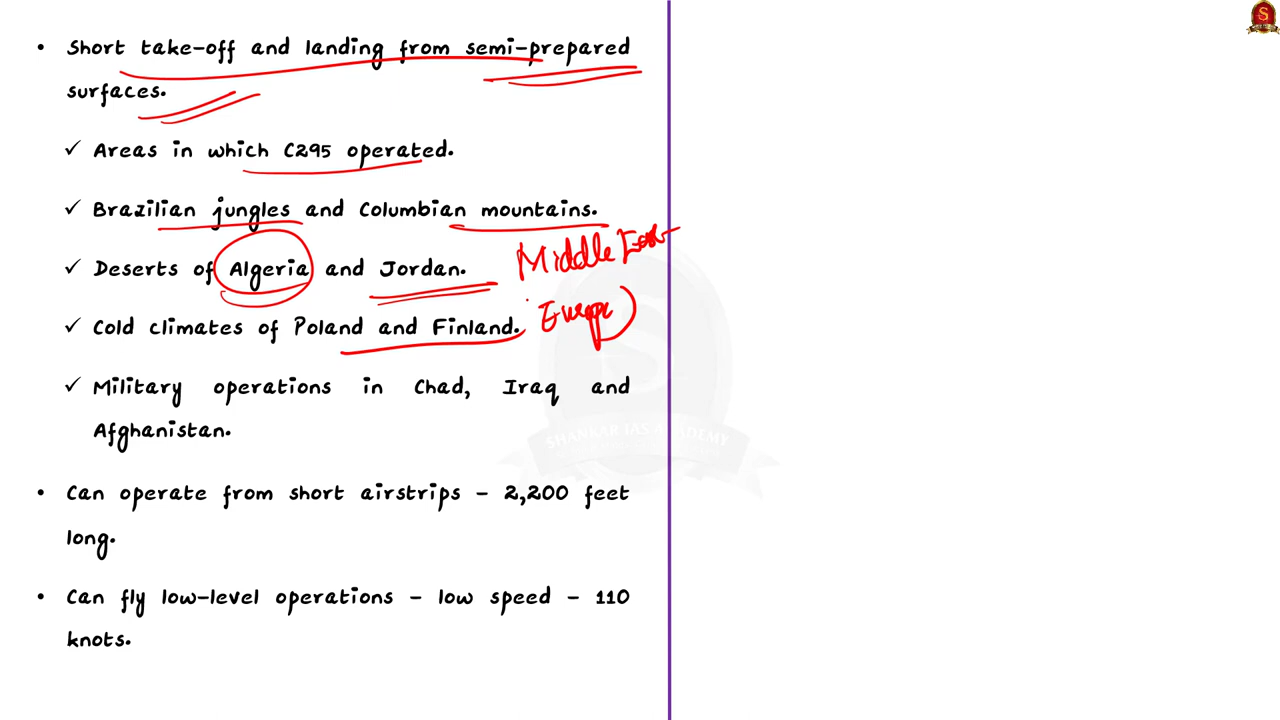 • Short take-off and landing from semi-prepared
surfaces.
✓ Areas in which C295 operated.
✓ Brazilian jungles and Columbian mountains.
Middle East
✓ Deserts of Algeria and Jordan.
Europe
✓ Cold climates of Poland and Finland.
✓ Military operations in Chad, Iraq and
Afghanistan.
SHANKAR IAS ACADEMY
• Can operate from short airstrips – 2,200 feet
long.
• Can fly low-level operations – low speed – 110
knots.